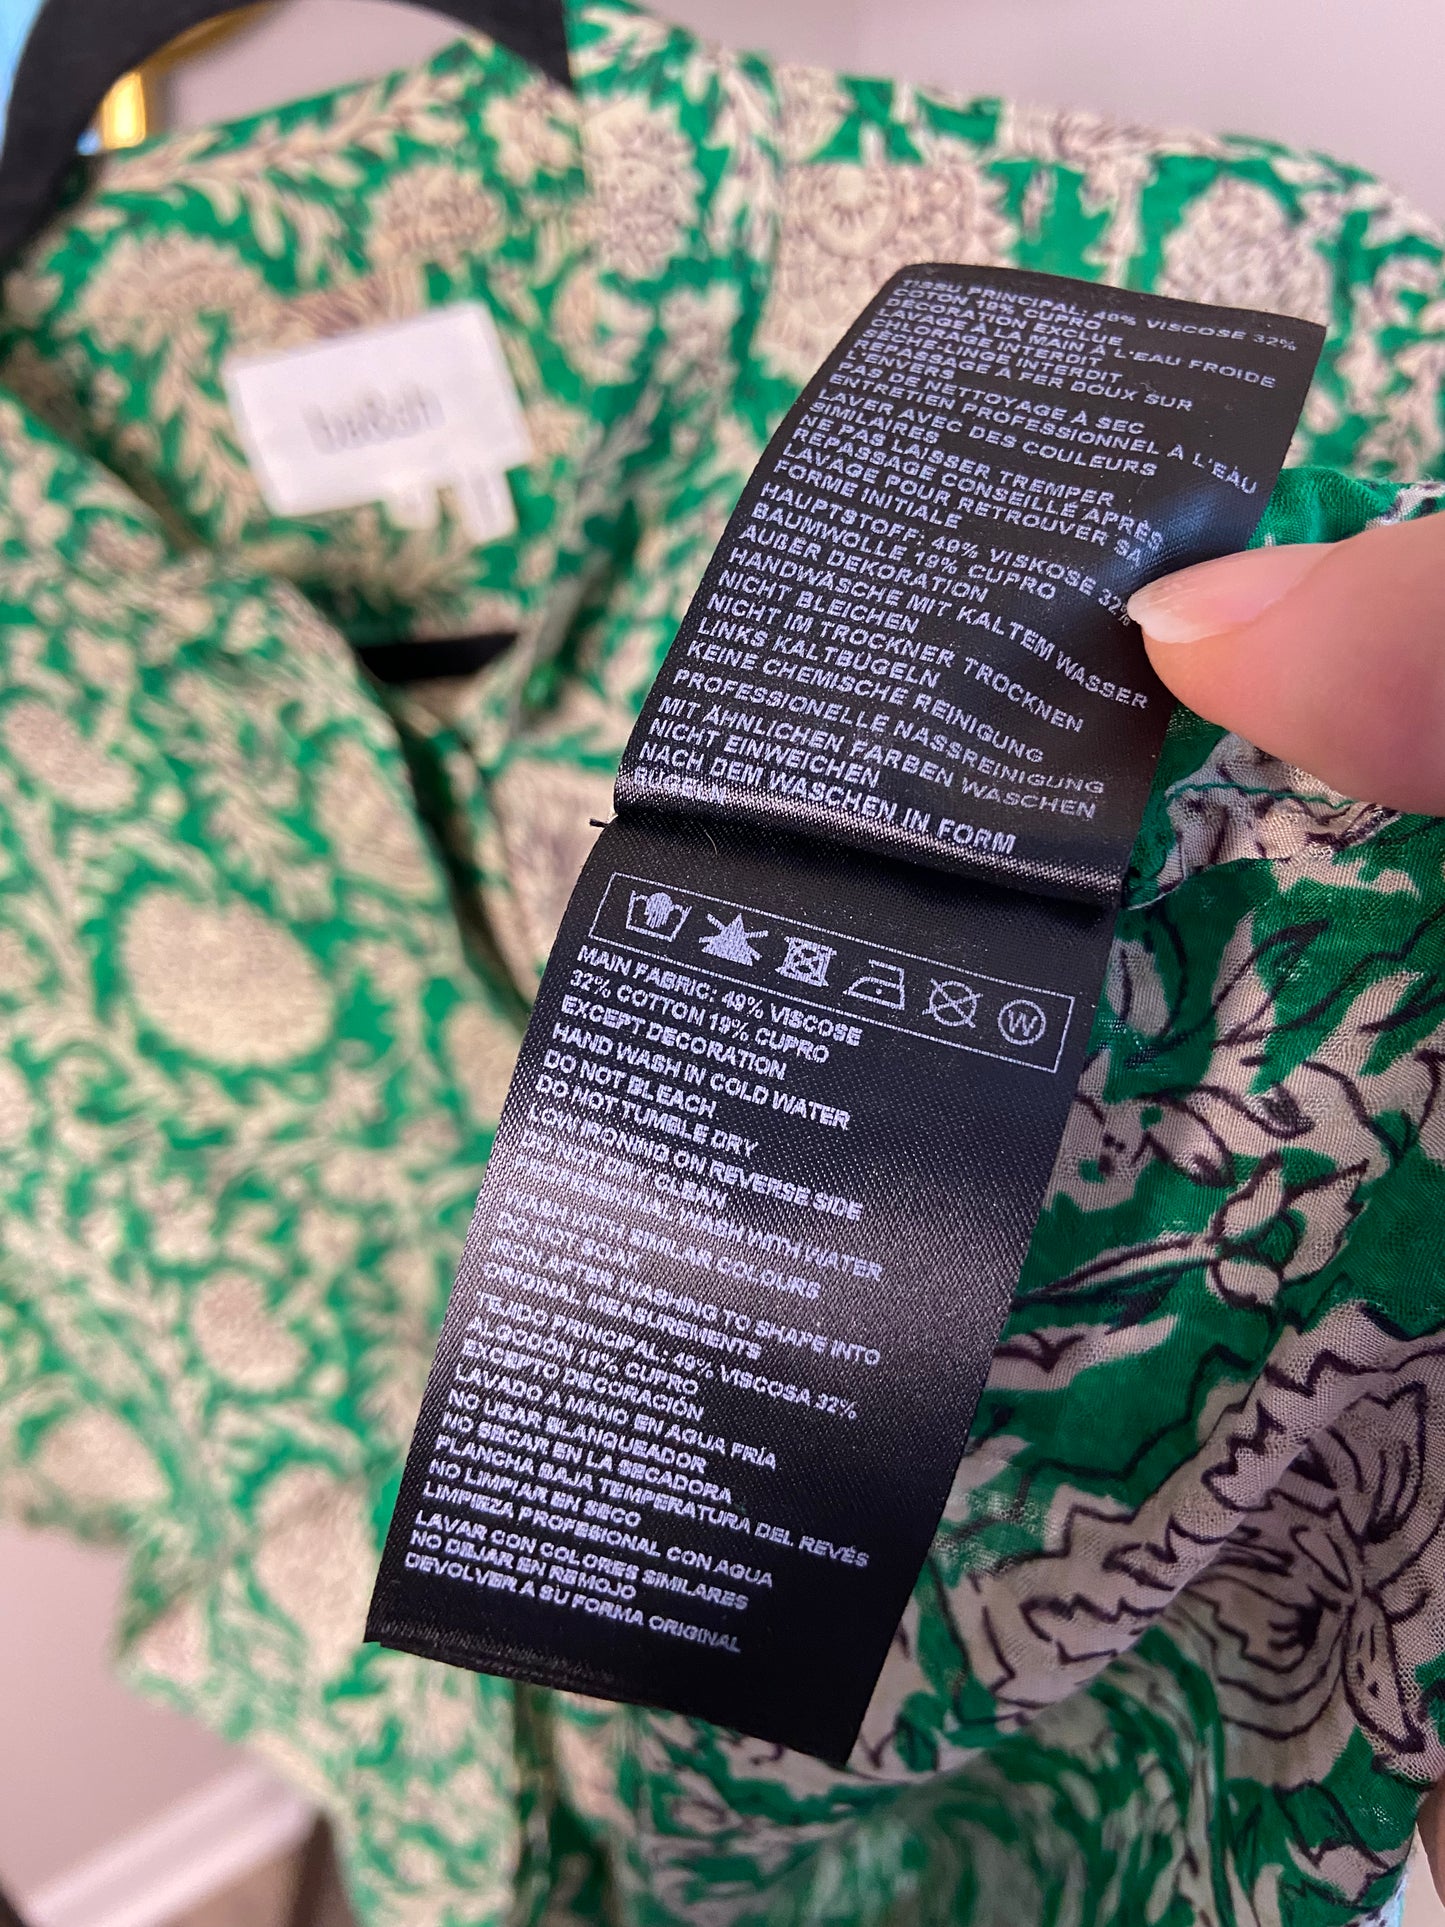 TISSU PRINCIPAL: 49% VISCOSE 32%
COTON 19% CUPRO
DÉCORATION EXCLUE
LAVAGE À LA MAIN À L'EAU FROIDE
CHLORAGE INTERDIT
SÈCHE-LINGE INTERDIT
REPASSAGE À FER DOUX SUR
L'ENVERS
PAS DE NETTOYAGE À SEC
ENTRETIEN PROFESSIONNEL À L'EAU
LAVER AVEC DES COULEURS
SIMILAIRES
NE PAS LAISSER TREMPER
REPASSAGE CONSEILLÉ APRÈS
LAVAGE POUR RETROUVER SA
FORME INITIALE
HAUPTSTOFF: 49% VISKOSE 32%
BAUMWOLLE 19% CUPRO
AUßER DEKORATION
HANDWÄSCHE MIT KALTEM WASSER
NICHT BLEICHEN
NICHT IM TROCKNER TROCKNEN
LINKS KALTBÜGELN
KEINE CHEMISCHE REINIGUNG
PROFESSIONELLE NASSREINIGUNG
MIT ÄHNLICHEN FARBEN WASCHEN
NICHT EINWEICHEN
NACH DEM WASCHEN IN FORM
BÜGELN
W
MAIN FABRIC: 49% VISCOSE
32% COTTON 19% CUPRO
EXCEPT DECORATION
HAND WASH IN COLD WATER
DO NOT BLEACH
DO NOT TUMBLE DRY
LOW IRONING ON REVERSE SIDE
DO NOT DRY CLEAN
PROFESSIONAL WASH WITH WATER
WASH WITH SIMILAR COLOURS
DO NOT SOAK
IRON AFTER WASHING TO SHAPE INTO
ORIGINAL MEASUREMENTS
TEJIDO PRINCIPAL: 49% VISCOSA 32%
ALGODÓN 19% CUPRO
EXCEPTO DECORACIÓN
LAVADO A MANO EN AGUA FRÍA
NO USAR BLANQUEADOR
NO SECAR EN LA SECADORA
PLANCHA BAJA TEMPERATURA DEL REVÉS
NO LIMPIAR EN SECO
LIMPIEZA PROFESIONAL CON AGUA
LAVAR CON COLORES SIMILARES
NO DEJAR EN REMOJO
DEVOLVER A SU FORMA ORIGINAL